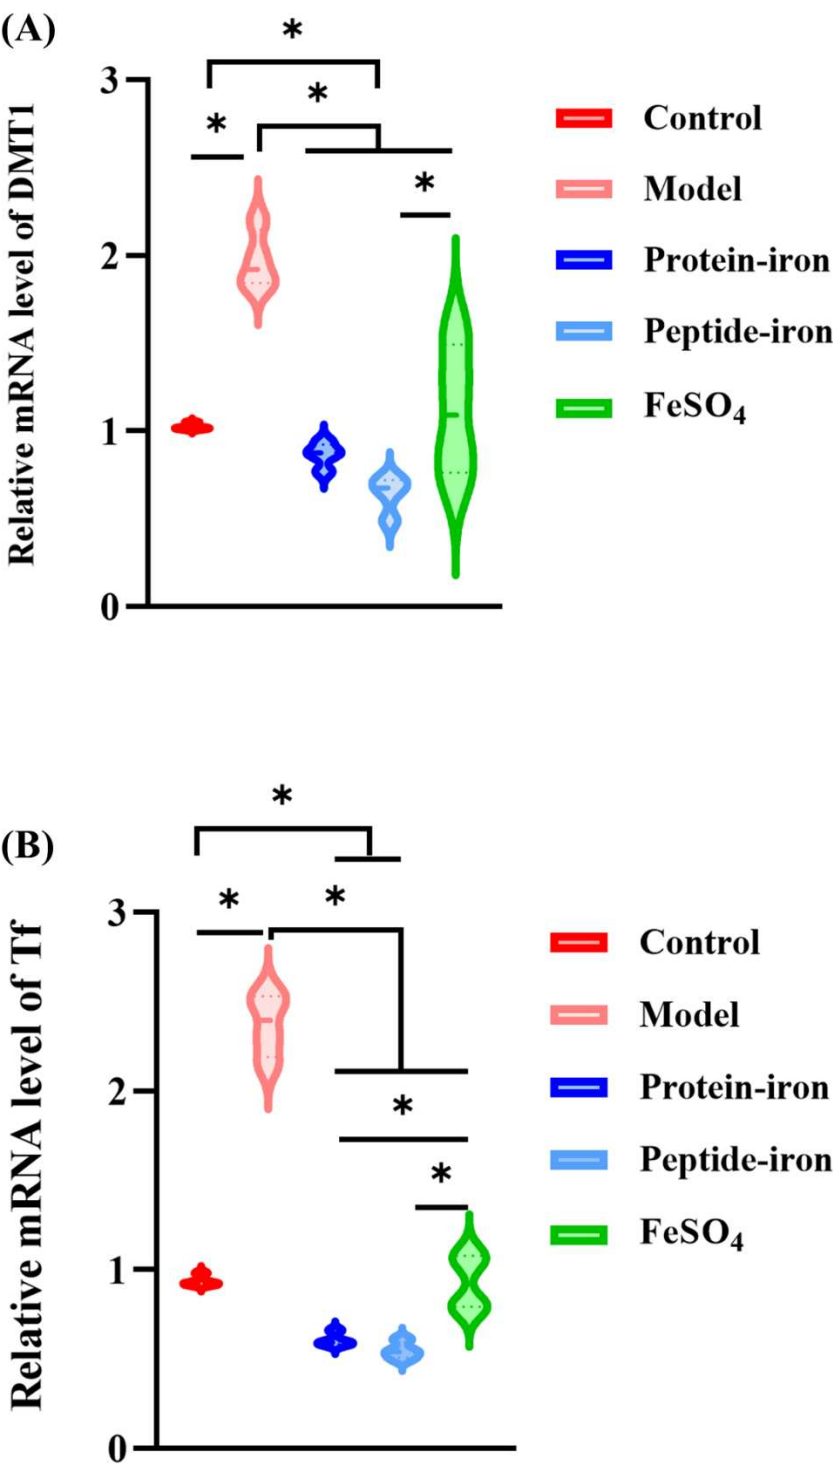 (A)
*
3
*
*
*
2
1
0
Relative mRNA level of DMT1
Control
Model
Protein-iron
Peptide-iron
FeSO₄
(B)
*
*
*
3
2
*
*
1
0
Relative mRNA level of Tf
Control
Model
Protein-iron
Peptide-iron
FeSO₄